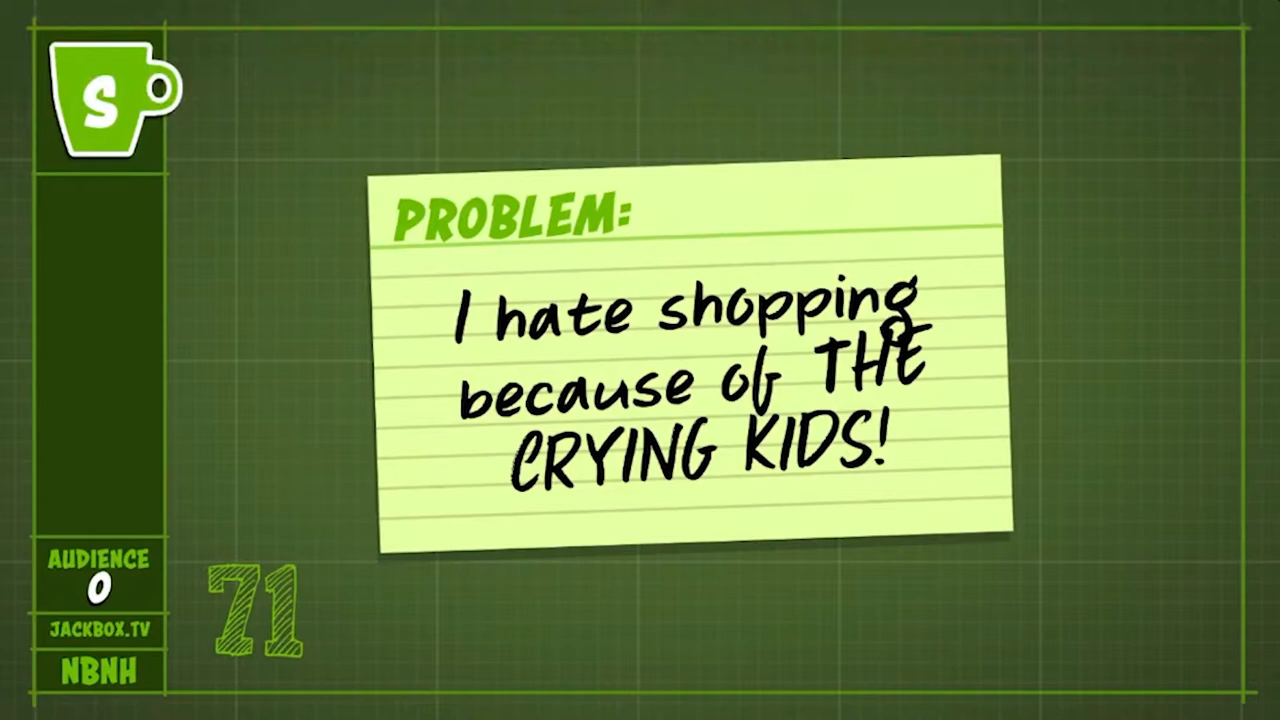 S
PROBLEM:
I hate shopping
because of THE
CRYING KIDS!
AUDIENCE
0
JACKBOX.TV
NBNH
71